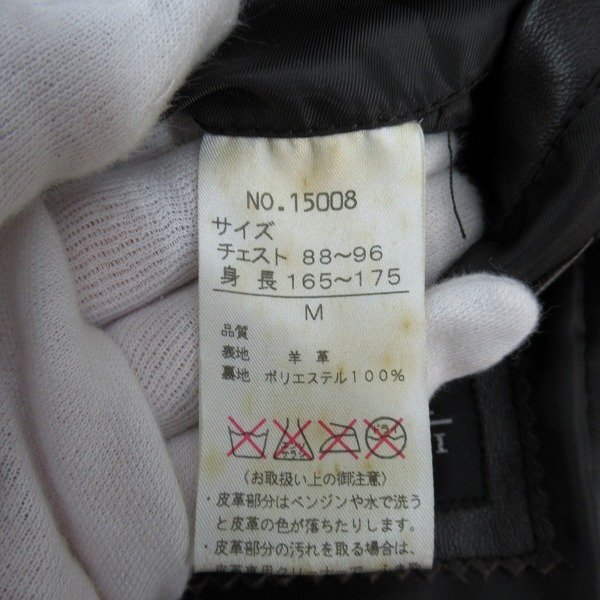 NO.15008
サイズ
チェスト 88〜96
身長 165〜175
M
品質
表地 羊革
裏地 ポリエステル100%
(お取扱い上の御注意)
・皮革部分はベンジンや水で洗う
と皮革の色が落ちたりします。
・皮革部分の汚れを取る場合は、